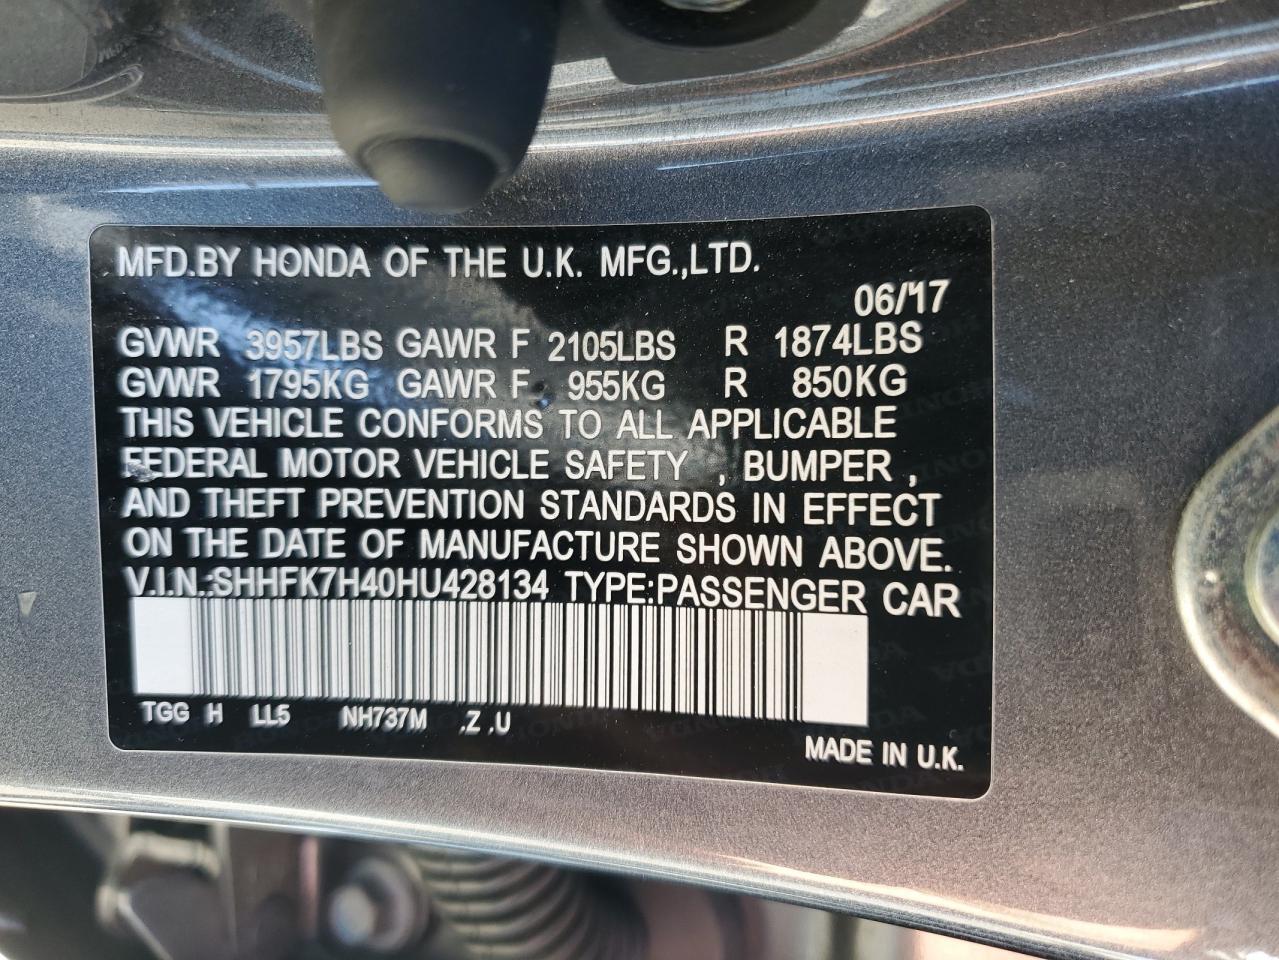 MFD.BY HONDA OF THE U.K. MFG.,LTD.
06/17
GVWR 3957LBS GAWR F 2105LBS R 1874LBS
GVWR 1795KG GAWR F 955KG R 850KG
THIS VEHICLE CONFORMS TO ALL APPLICABLE
FEDERAL MOTOR VEHICLE SAFETY , BUMPER ,
AND THEFT PREVENTION STANDARDS IN EFFECT
ON THE DATE OF MANUFACTURE SHOWN ABOVE.
V.I.N.:SHHFK7H40HU428134 TYPE:PASSENGER CAR
TGG H LL5 NH737M .Z .U
MADE IN U.K.